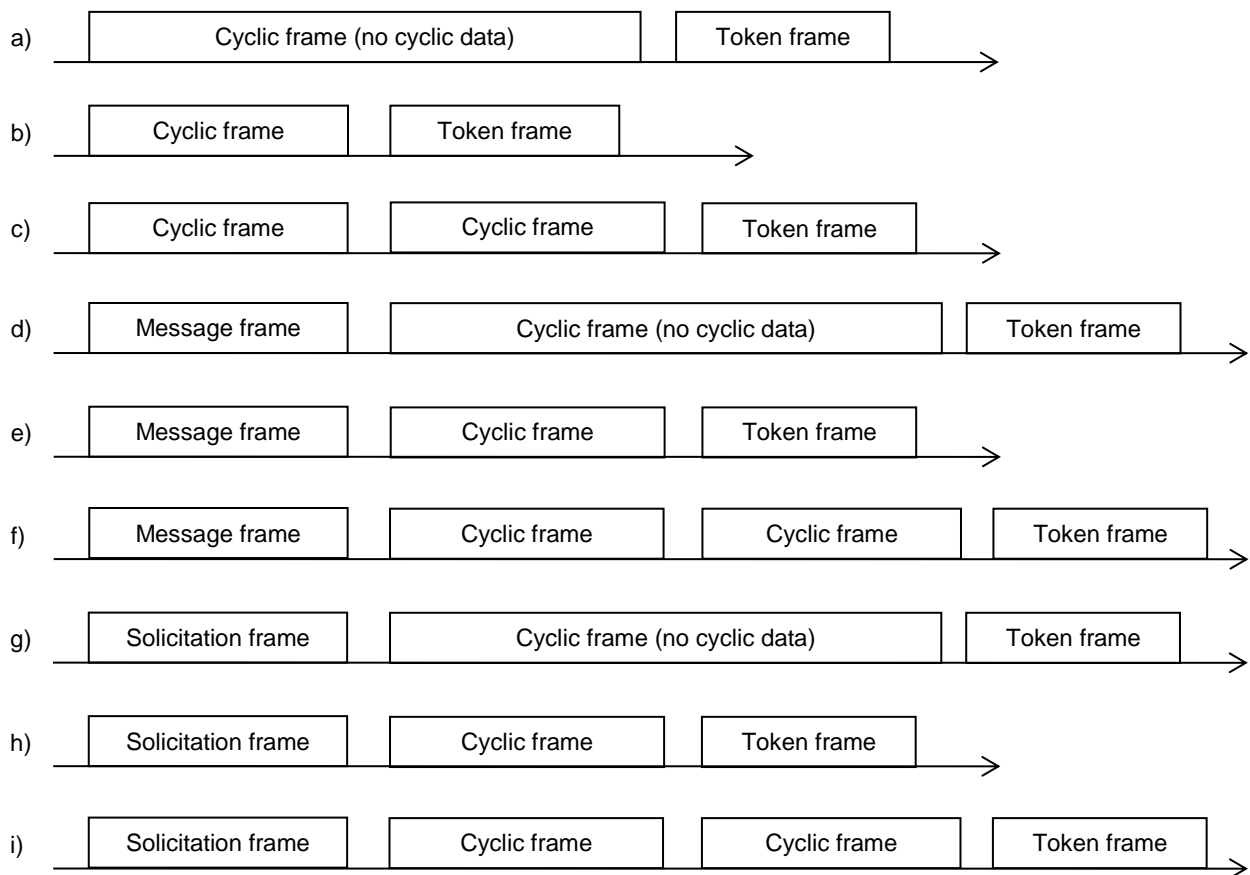 a) Cyclic frame (no cyclic data) Token frame
b) Cyclic frame Token frame
c) Cyclic frame Cyclic frame Token frame
d) Message frame Cyclic frame (no cyclic data) Token frame
e) Message frame Cyclic frame Token frame
f) Message frame Cyclic frame Cyclic frame Token frame
g) Solicitation frame Cyclic frame (no cyclic data) Token frame
h) Solicitation frame Cyclic frame Token frame
i) Solicitation frame Cyclic frame Cyclic frame Token frame